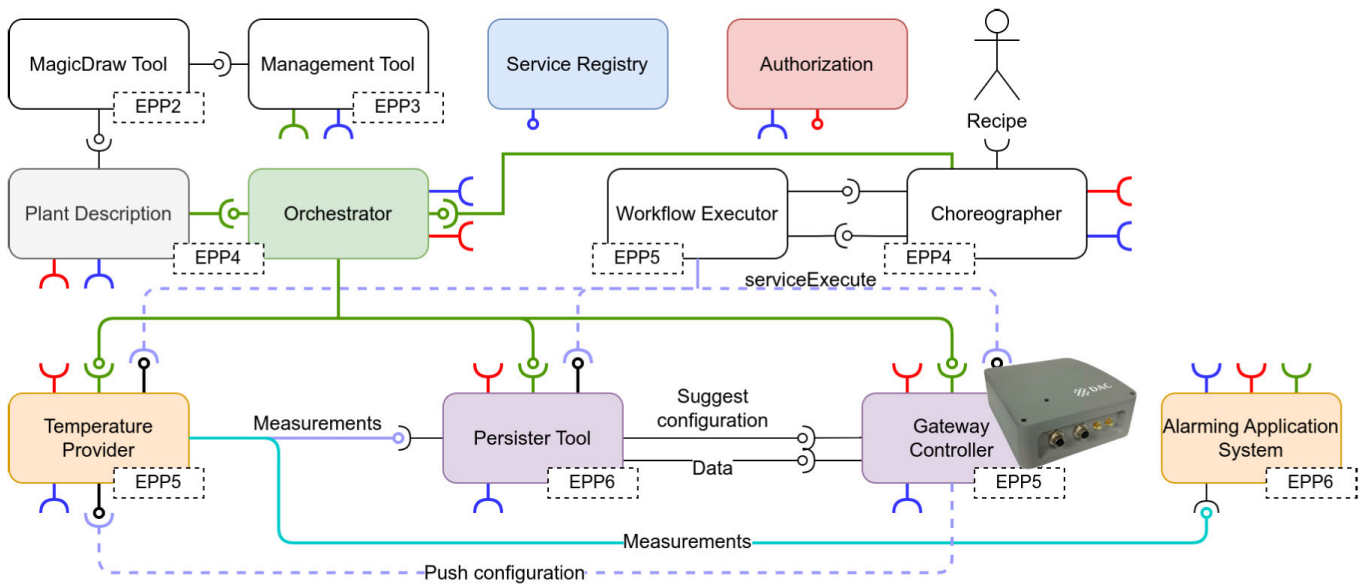 MagicDraw Tool
EPP2
Management Tool
EPP3
Service Registry
Authorization
Recipe
Plant Description
EPP4
Orchestrator
Workflow Executor
EPP5
Choreographer
EPP4
serviceExecute
Temperature
Provider
EPP5
Measurements
Persister Tool
EPP6
Suggest
configuration
Data
Gateway
Controller
EPP5
DAC
Alarming Application
System
EPP6
Measurements
Push configuration